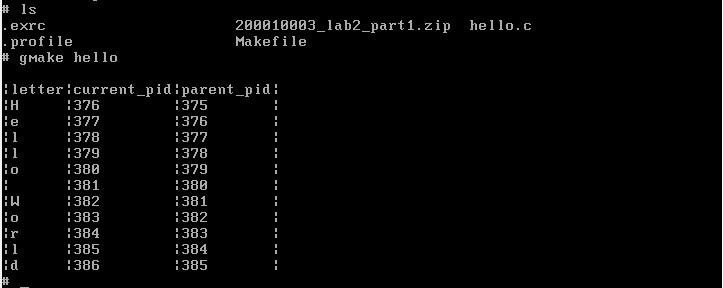 # ls
.exrc 200010003_lab2_part1.zip hello.c
.profile Makefile
# gmake hello
¦letter¦current_pid¦parent_pid¦
¦H ¦376 ¦375 ¦
¦e ¦377 ¦376 ¦
¦l ¦378 ¦377 ¦
¦l ¦379 ¦378 ¦
¦o ¦380 ¦379 ¦
¦ ¦381 ¦380 ¦
¦W ¦382 ¦381 ¦
¦o ¦383 ¦382 ¦
¦r ¦384 ¦383 ¦
¦l ¦385 ¦384 ¦
¦d ¦386 ¦385 ¦
# _